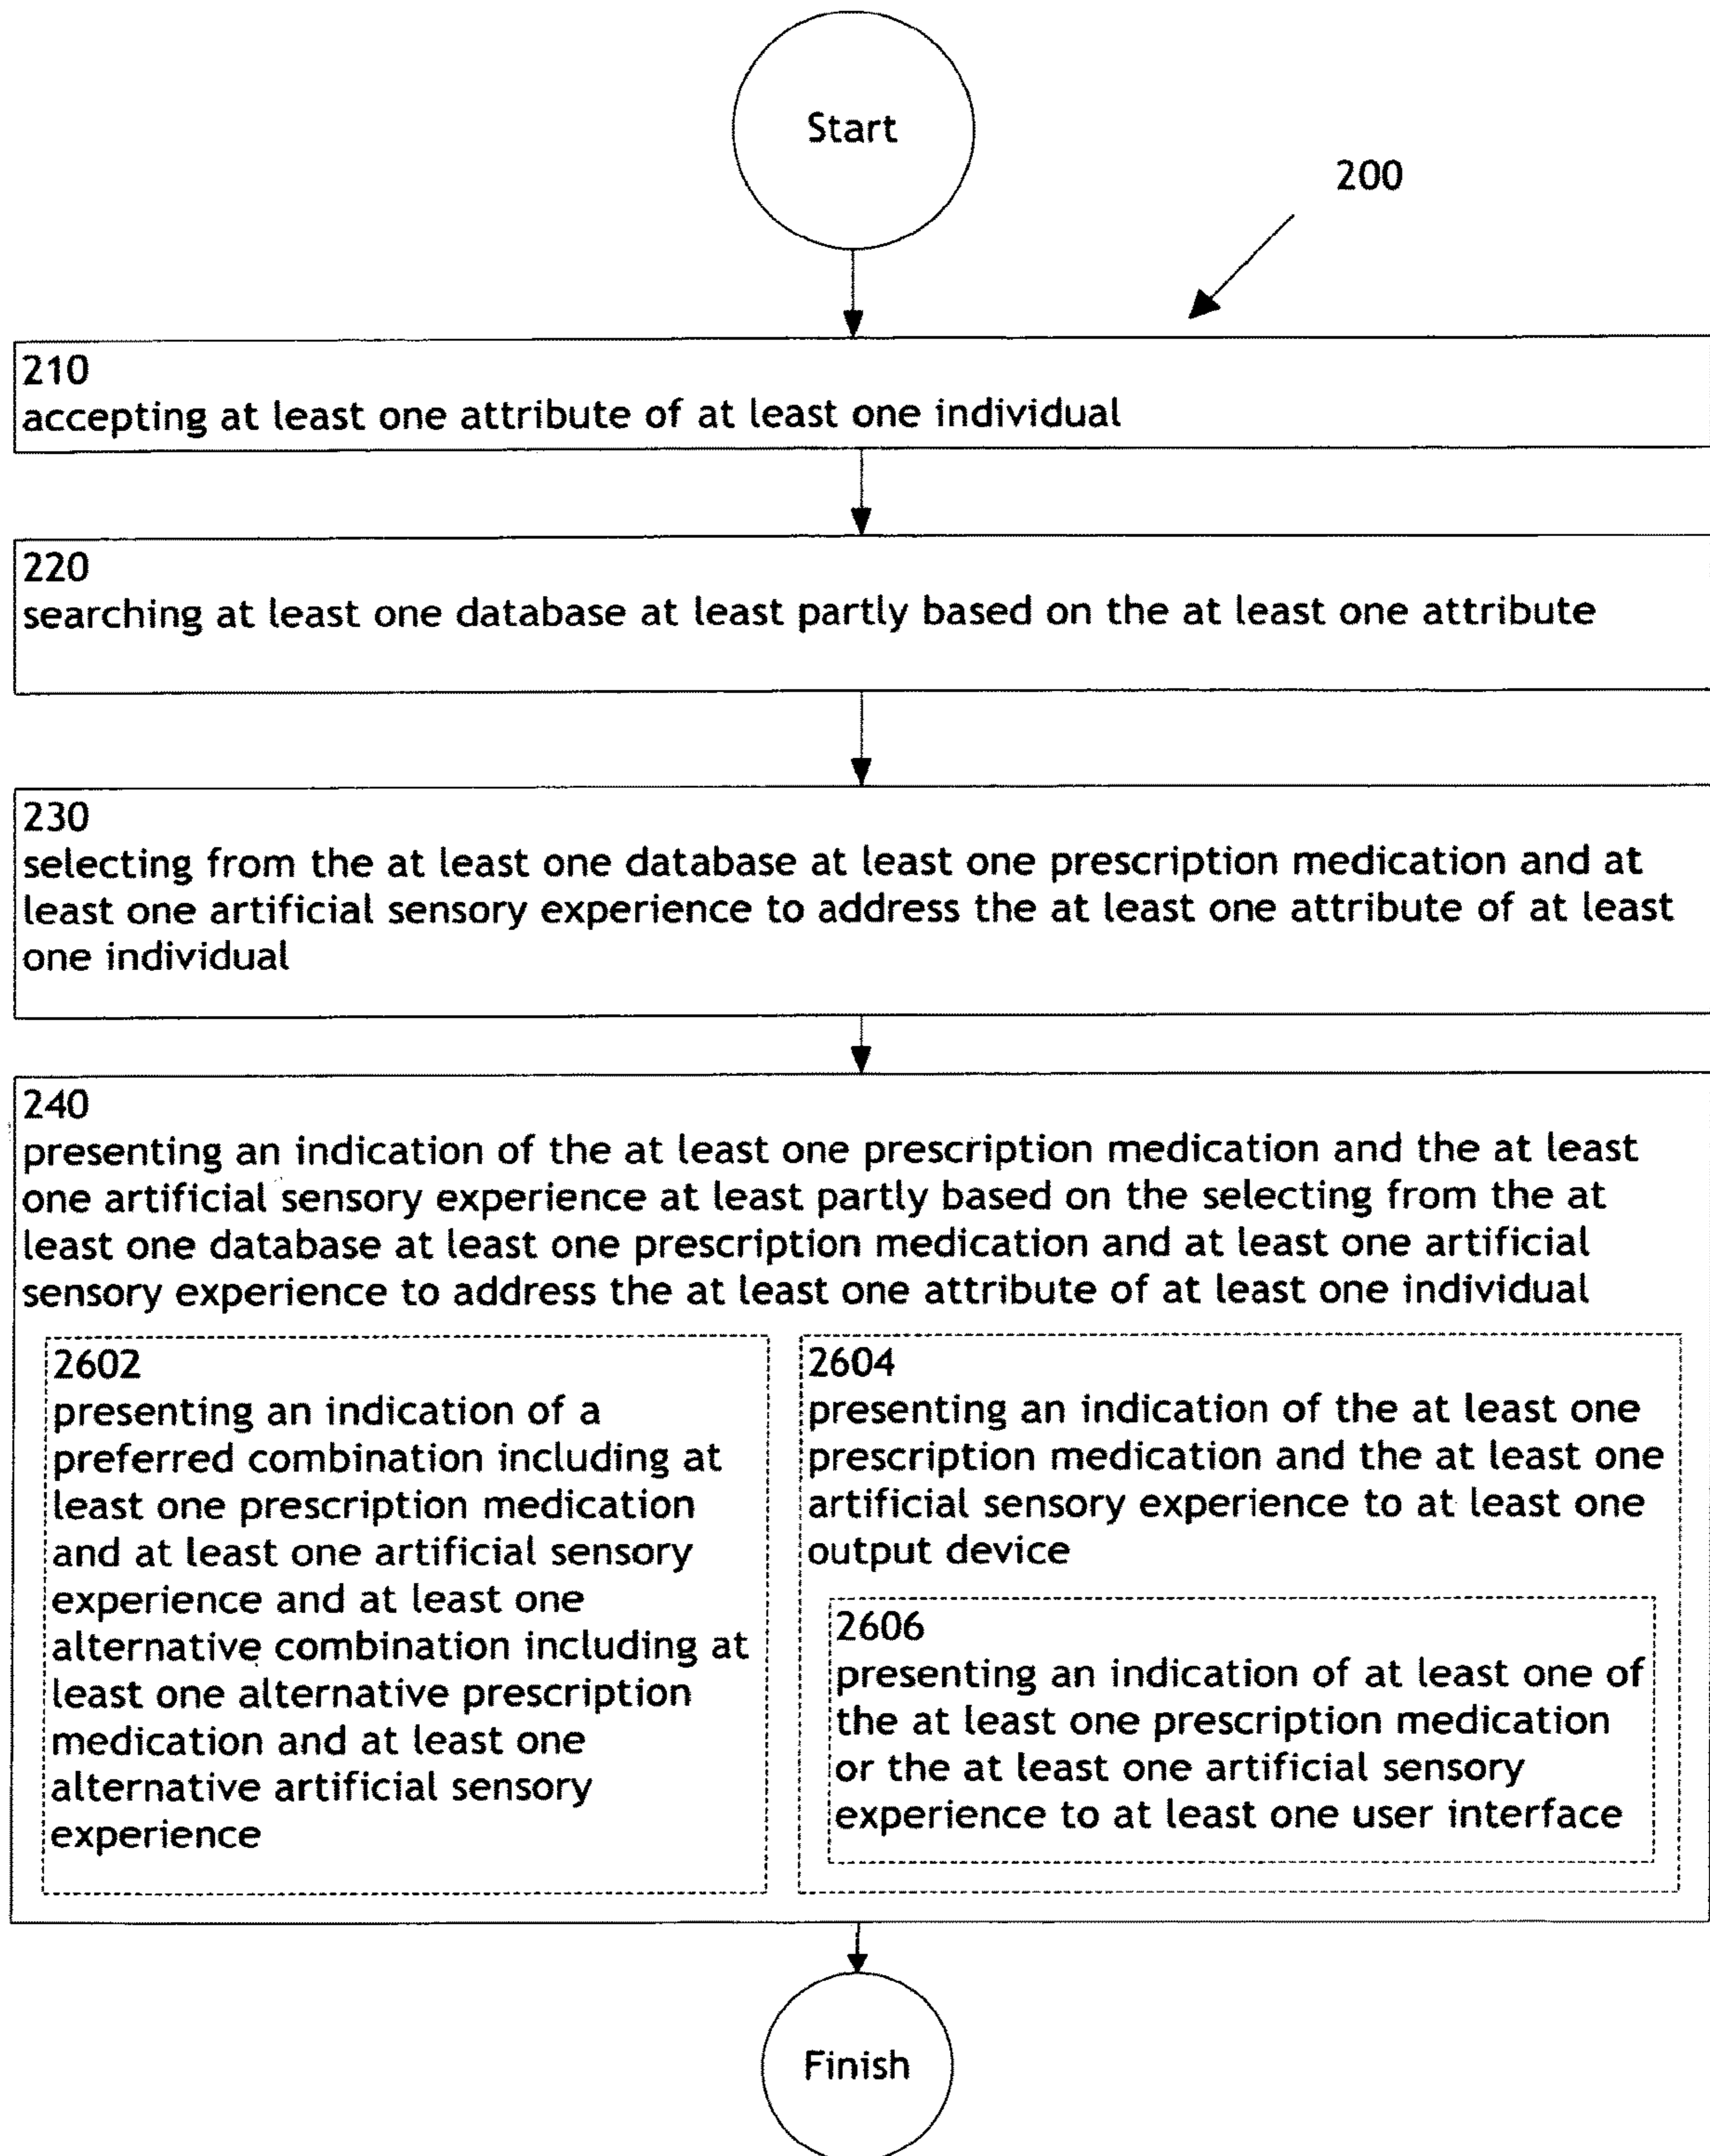 Start
200
210
accepting at least one attribute of at least one individual
220
searching at least one database at least partly based on the at least one attribute
230
selecting from the at least one database at least one prescription medication and at
least one artificial sensory experience to address the at least one attribute of at least
one individual
240
presenting an indication of the at least one prescription medication and the at least
one artificial sensory experience at least partly based on the selecting from the at
least one database at least one prescription medication and at least one artificial
sensory experience to address the at least one attribute of at least one individual
2602
presenting an indication of a
preferred combination including at
least one prescription medication
and at least one artificial sensory
experience and at least one
alternative combination including at
least one alternative prescription
medication and at least one
alternative artificial sensory
experience
2604
presenting an indication of the at least one
prescription medication and the at least one
artificial sensory experience to at least one
output device
2606
presenting an indication of at least one of
the at least one prescription medication
or the at least one artificial sensory
experience to at least one user interface
Finish